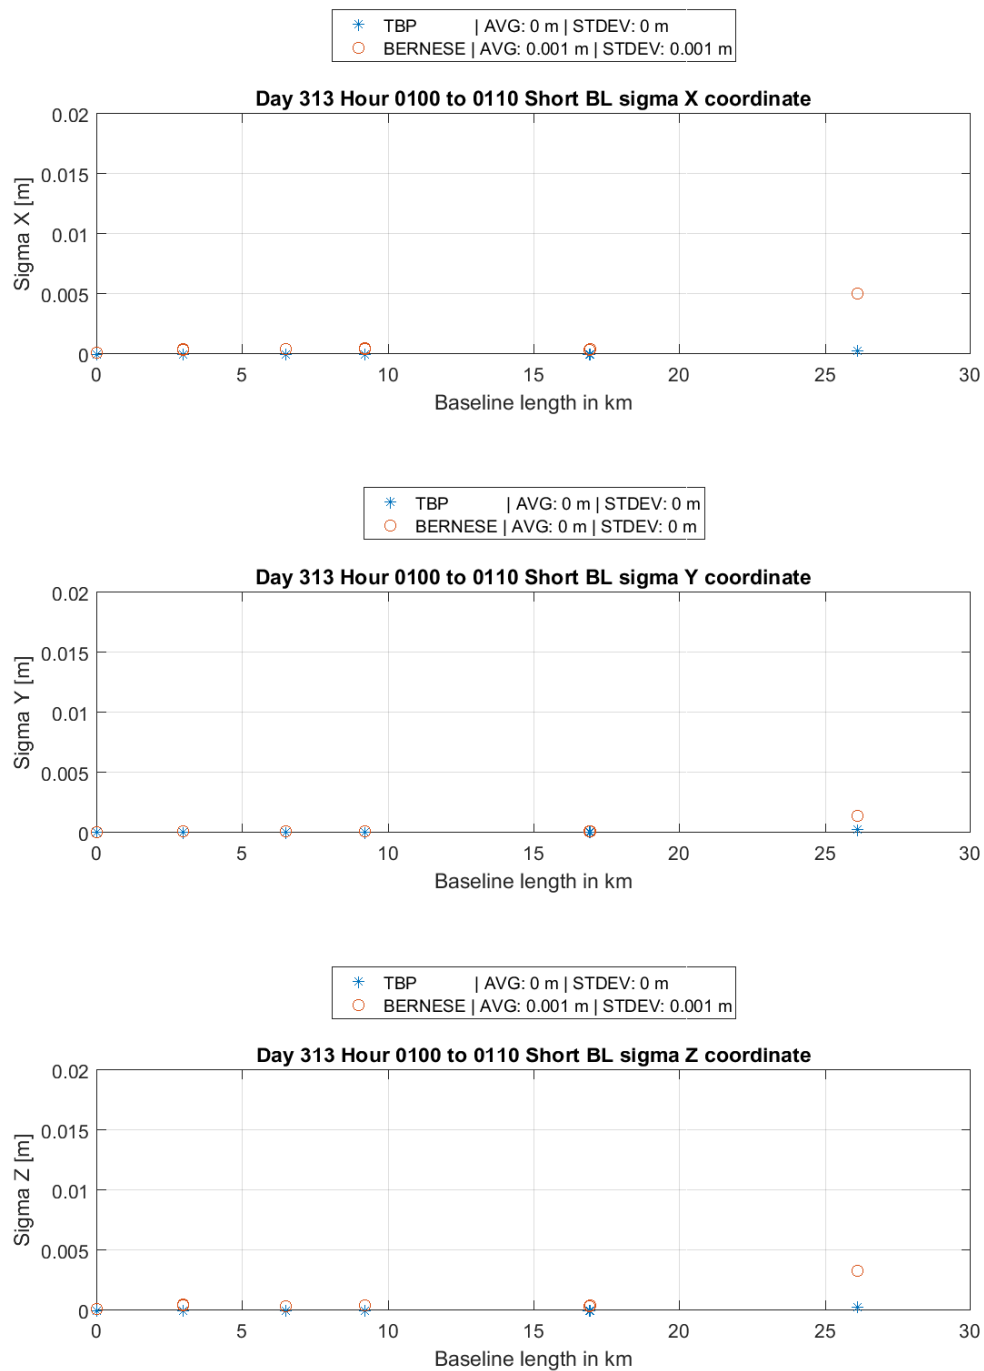 TBP | AVG: 0 m | STDEV: 0 m
BERNESE | AVG: 0.001 m | STDEV: 0.001 m
Day 313 Hour 0100 to 0110 Short BL sigma X coordinate
0.02
0.015
0.01
0.005
0
Sigma X [m]
0 5 10 15 20 25 30
Baseline length in km
TBP | AVG: 0 m | STDEV: 0 m
BERNESE | AVG: 0 m | STDEV: 0 m
Day 313 Hour 0100 to 0110 Short BL sigma Y coordinate
0.02
0.015
0.01
0.005
0
Sigma Y [m]
0 5 10 15 20 25 30
Baseline length in km
TBP | AVG: 0 m | STDEV: 0 m
BERNESE | AVG: 0.001 m | STDEV: 0.001 m
Day 313 Hour 0100 to 0110 Short BL sigma Z coordinate
0.02
0.015
0.01
0.005
0
Sigma Z [m]
0 5 10 15 20 25 30
Baseline length in km